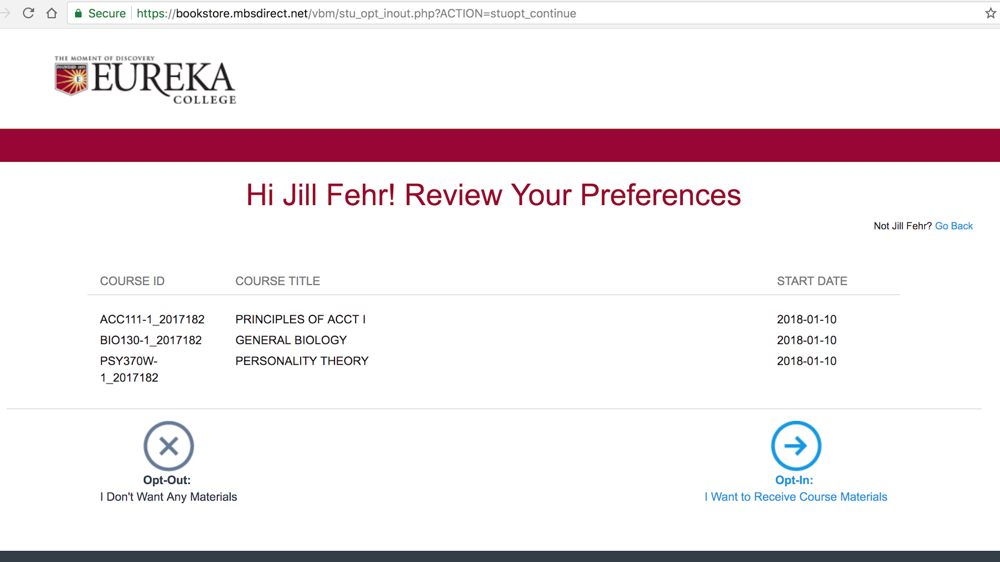 Secure https://bookstore.mbsdirect.net/vbm/stu_opt_inout.php?ACTION=stuopt_continue
THE MOMENT OF DISCOVERY
FOUNDED 1855
E
EUREKA
COLLEGE
Hi Jill Fehr! Review Your Preferences
Not Jill Fehr? Go Back
COURSE ID COURSE TITLE START DATE
ACC111-1_2017182 PRINCIPLES OF ACCT I 2018-01-10
BIO130-1_2017182 GENERAL BIOLOGY 2018-01-10
PSY370W- PERSONALITY THEORY 2018-01-10
1_2017182
Opt-Out: Opt-In:
I Don't Want Any Materials I Want to Receive Course Materials